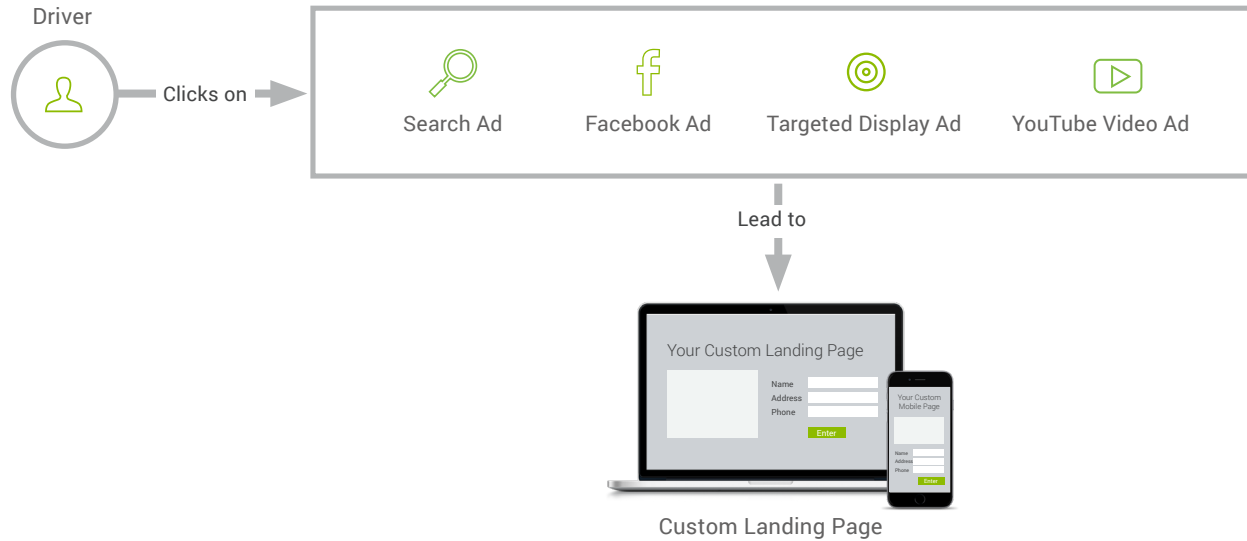 Driver
Clicks on
Search Ad
Facebook Ad
Targeted Display Ad
YouTube Video Ad
Lead to
Your Custom Landing Page
Name
Address
Phone
Enter
Your Custom
Mobile Page
Name
Address
Phone
Enter
Custom Landing Page